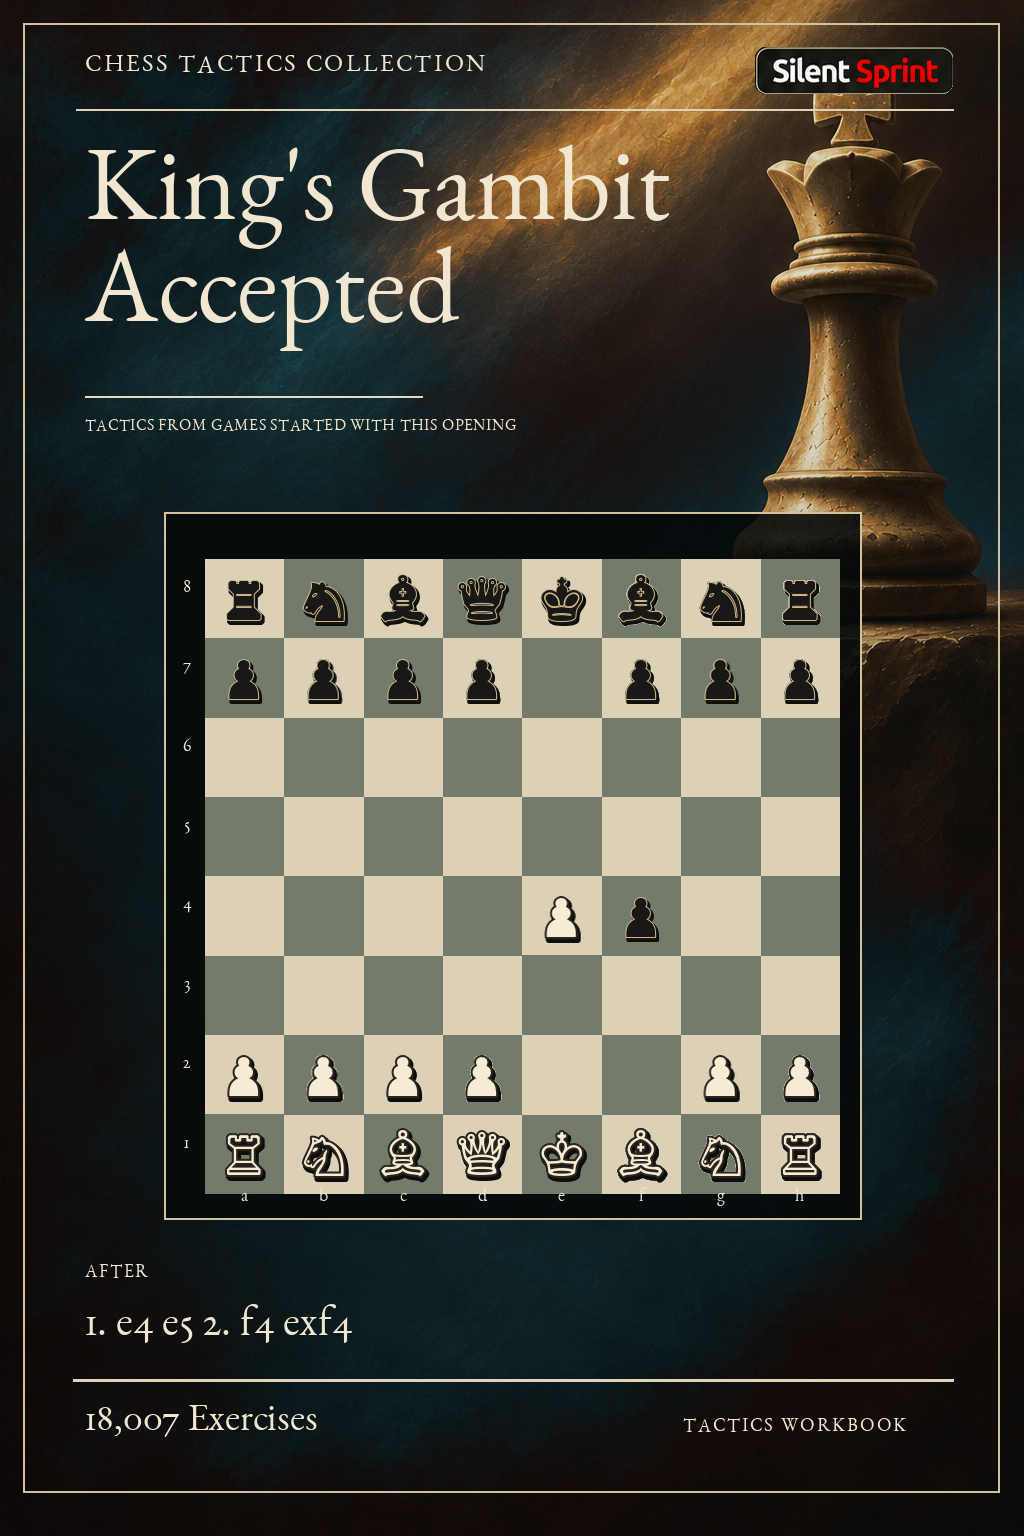 CHESS TACTICS COLLECTION
Silent Sprint
King's Gambit
Accepted
TACTICS FROM GAMES STARTED WITH THIS OPENING
8
7
6
5
4
3
2
1
a b c d e f g h
AFTER
1. e4 e5 2. f4 exf4
18,007 Exercises
TACTICS WORKBOOK